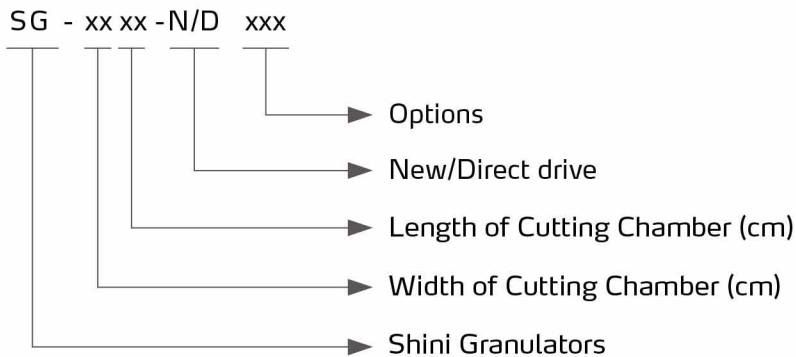 SG - xx xx - N/D xxx
Options
New/Direct drive
Length of Cutting Chamber (cm)
Width of Cutting Chamber (cm)
Shini Granulators